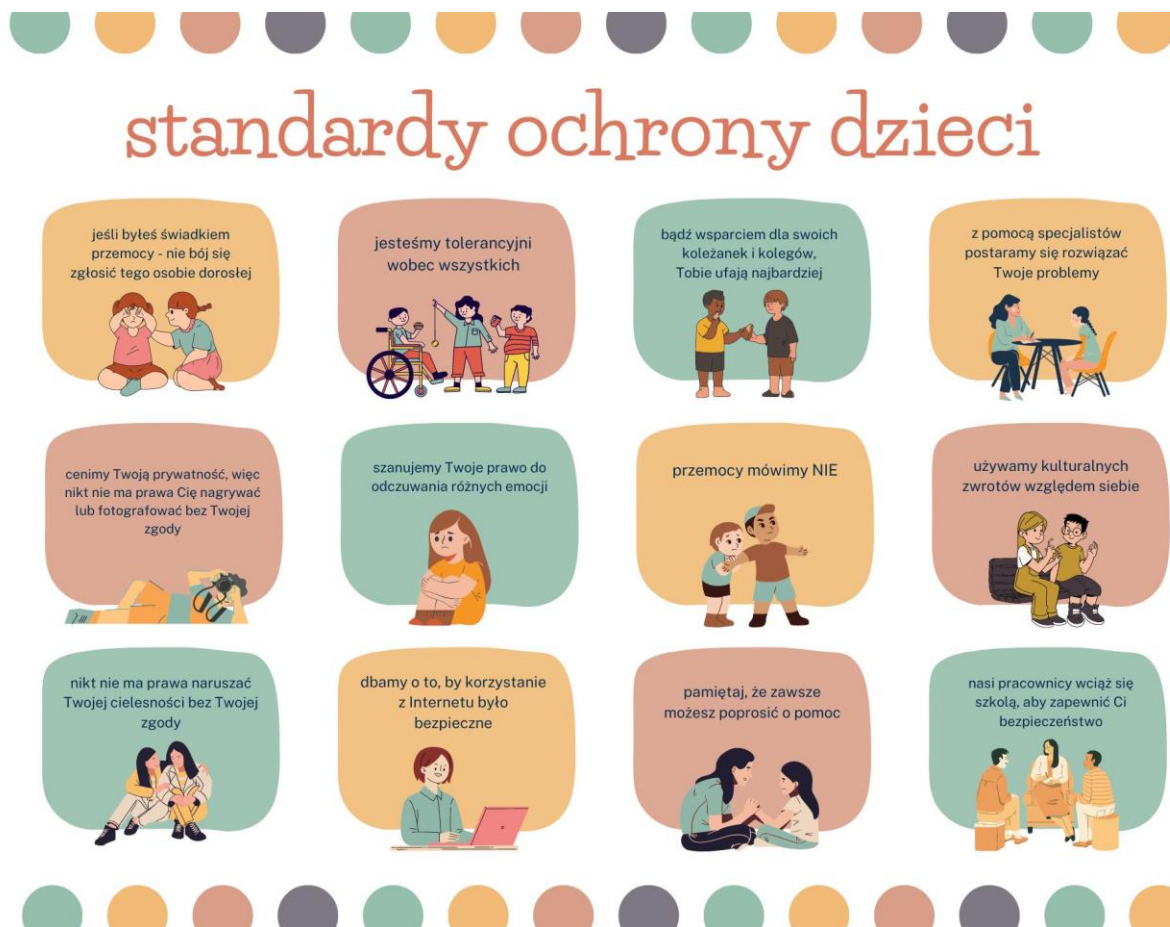 standardy ochrony dzieci
jeśli byłeś świadkiem
przemocy - nie bój się
zgłosić tego osobie dorosłej
jesteśmy tolerancyjni
wobec wszystkich
bądź wsparciem dla swoich
koleżanek i kolegów,
Tobie ufają najbardziej
z pomocą specjalistów
postaramy się rozwiązać
Twoje problemy
cenimy Twoją prywatność, więc
nikt nie ma prawa Cię nagrywać
lub fotografować bez Twojej
zgody
szanujemy Twoje prawo do
odczuwania różnych emocji
przemocy mówimy NIE
używamy kulturalnych
zwrotów względem siebie
nikt nie ma prawa naruszać
Twojej cielesności bez Twojej
zgody
dbamy o to, by korzystanie
z Internetu było
bezpieczne
pamiętaj, że zawsze
możesz poprosić o pomoc
nasi pracownicy wciąż się
szkolą, aby zapewnić Ci
bezpieczeństwo